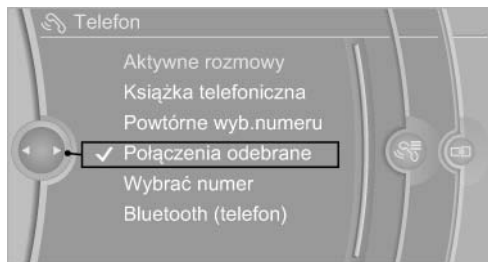 Telefon
Aktywne rozmowy
Książka telefoniczna
Powtórne wyb.numeru
Połączenia odebrane
Wybrać numer
Bluetooth (telefon)